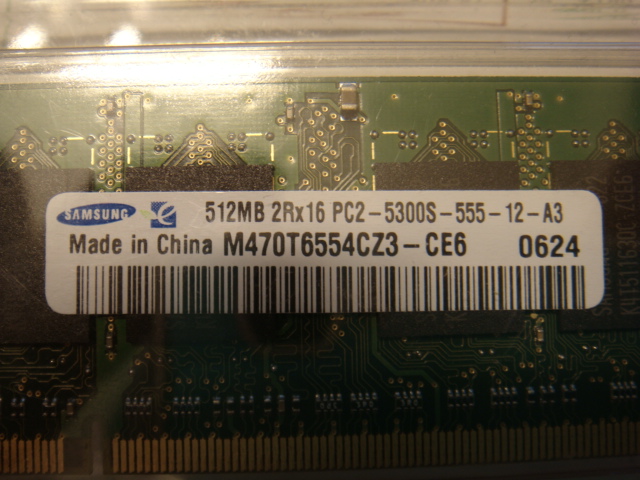 SAMSUNG 512MB 2Rx16 PC2-5300S-555-12-A3
Made in China M470T6554CZ3-CE6 0624